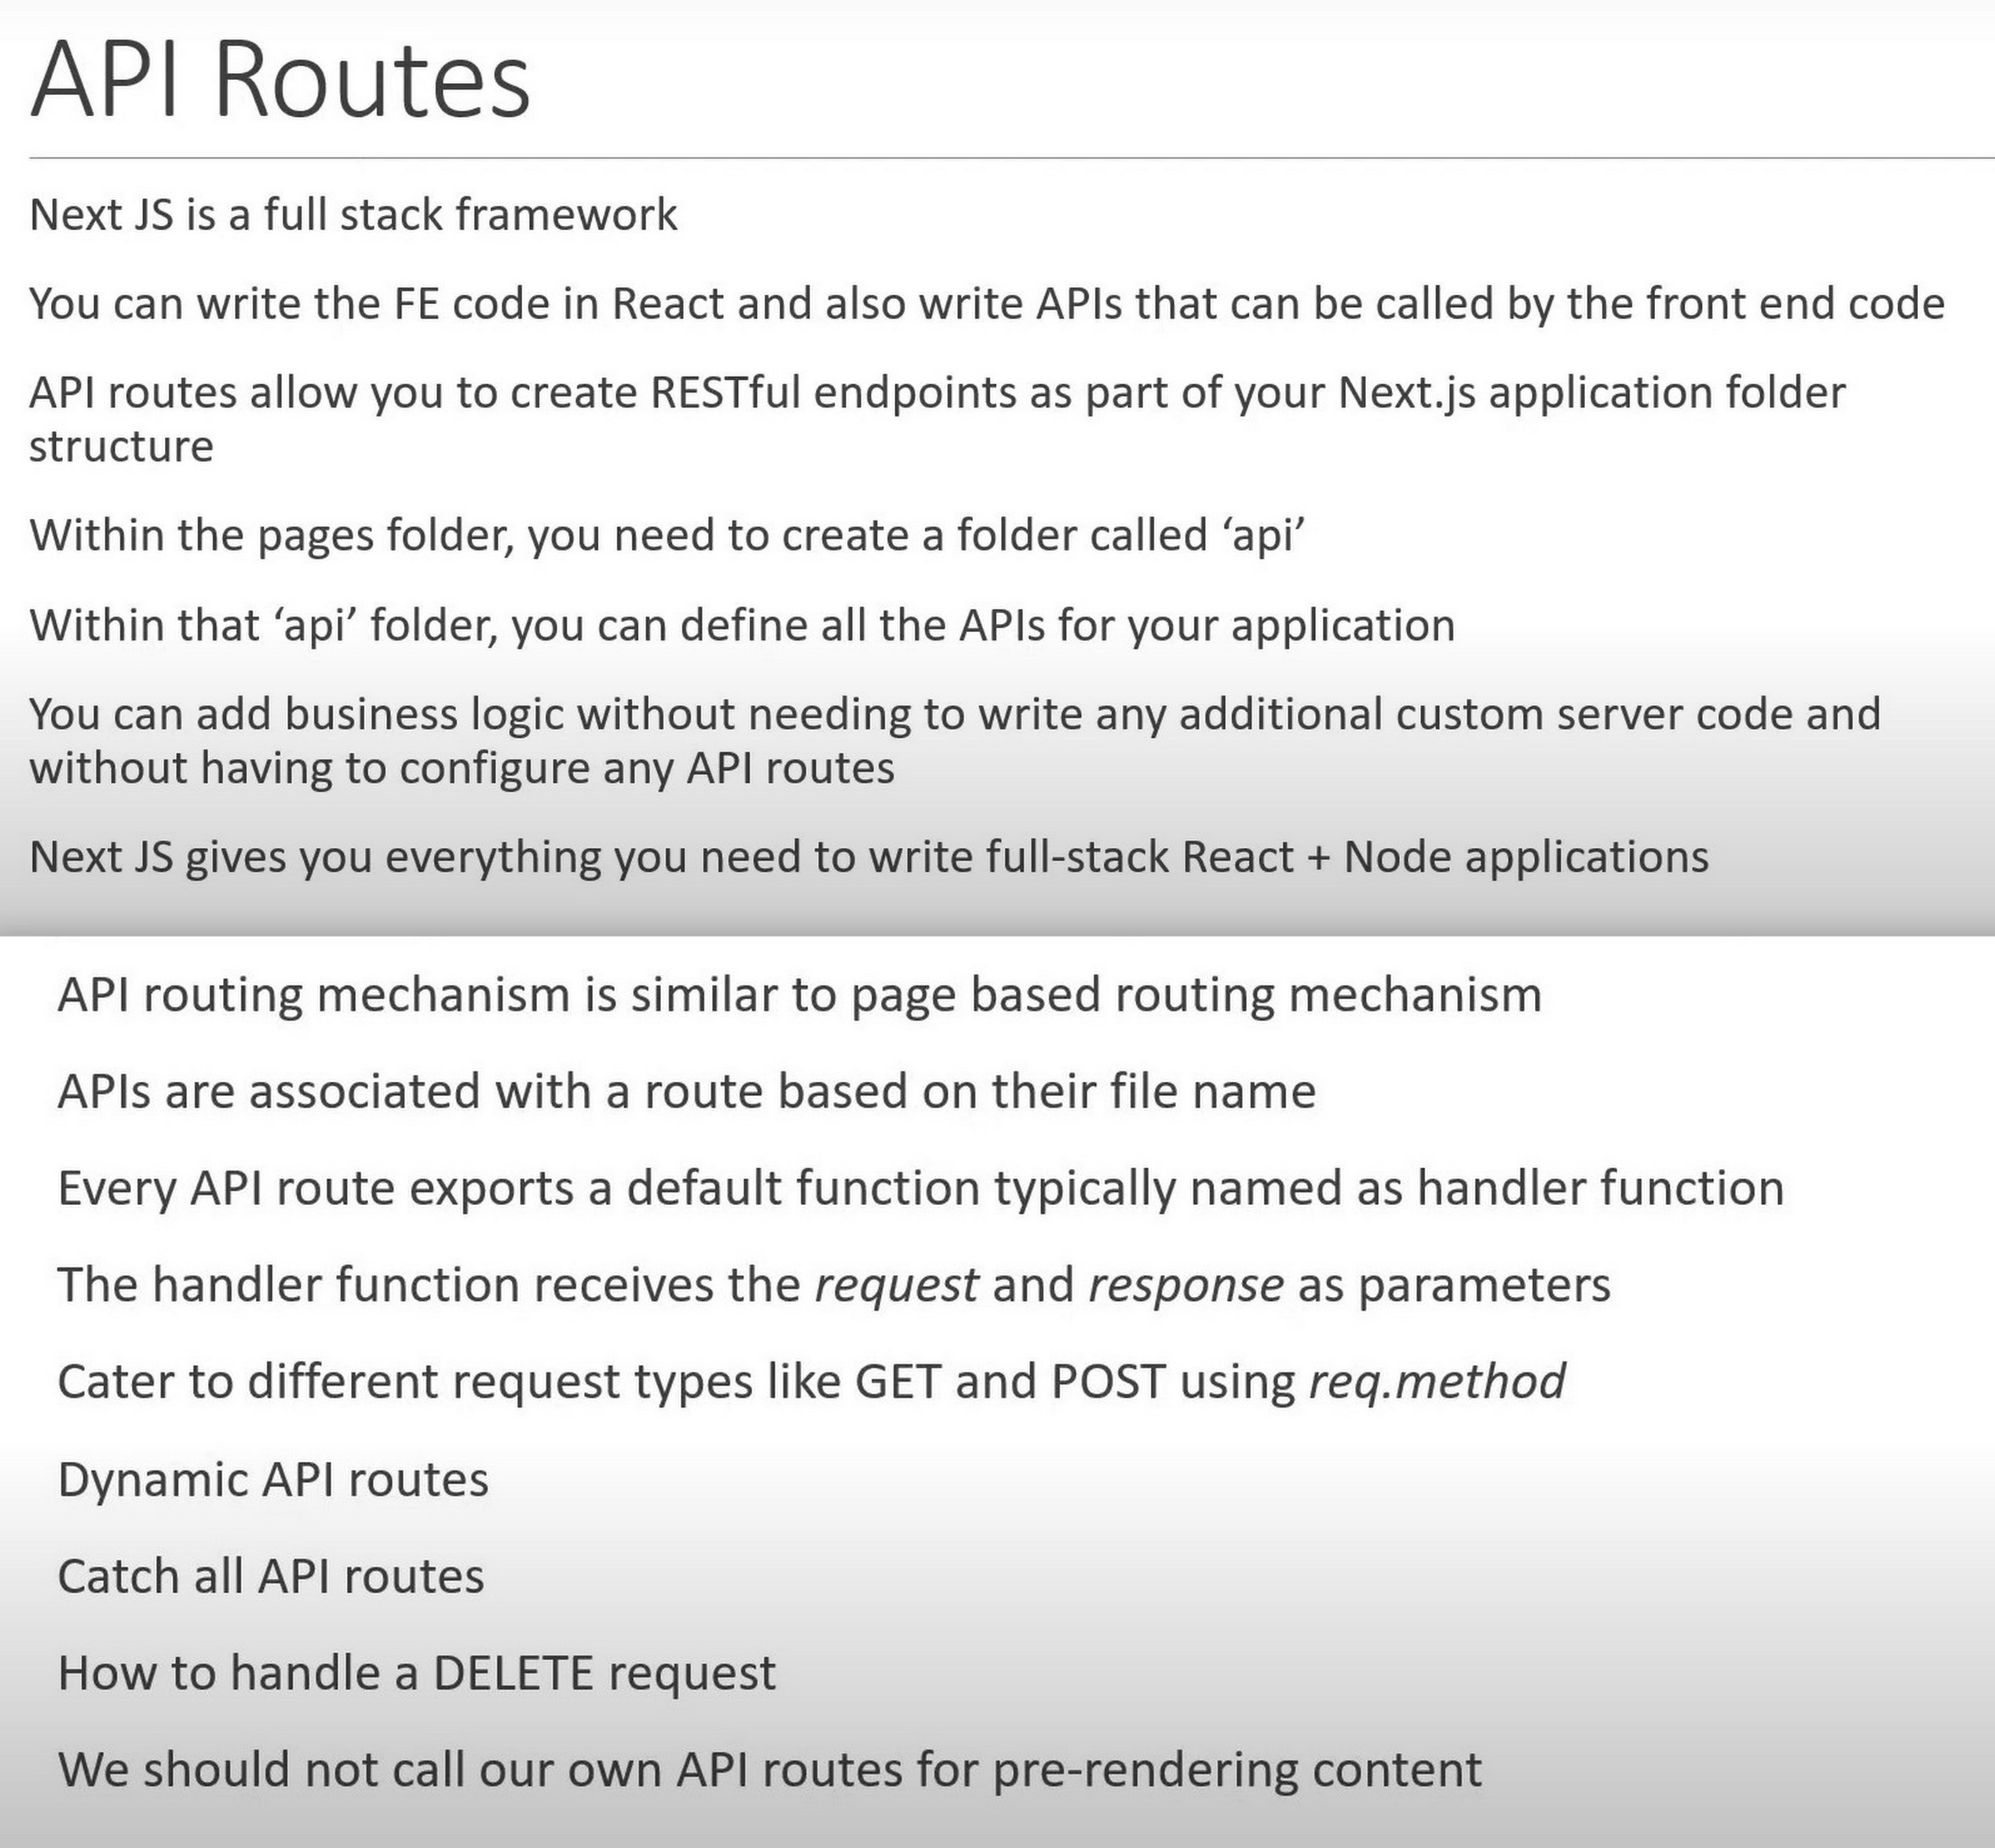 API Routes
Next JS is a full stack framework
You can write the FE code in React and also write APIs that can be called by the front end code
API routes allow you to create RESTful endpoints as part of your Next.js application folder
structure
Within the pages folder, you need to create a folder called ‘api’
Within that ‘api’ folder, you can define all the APIs for your application
You can add business logic without needing to write any additional custom server code and
without having to configure any API routes
Next JS gives you everything you need to write full-stack React + Node applications
API routing mechanism is similar to page based routing mechanism
APIs are associated with a route based on their file name
Every API route exports a default function typically named as handler function
The handler function receives the request and response as parameters
Cater to different request types like GET and POST using req.method
Dynamic API routes
Catch all API routes
How to handle a DELETE request
We should not call our own API routes for pre-rendering content